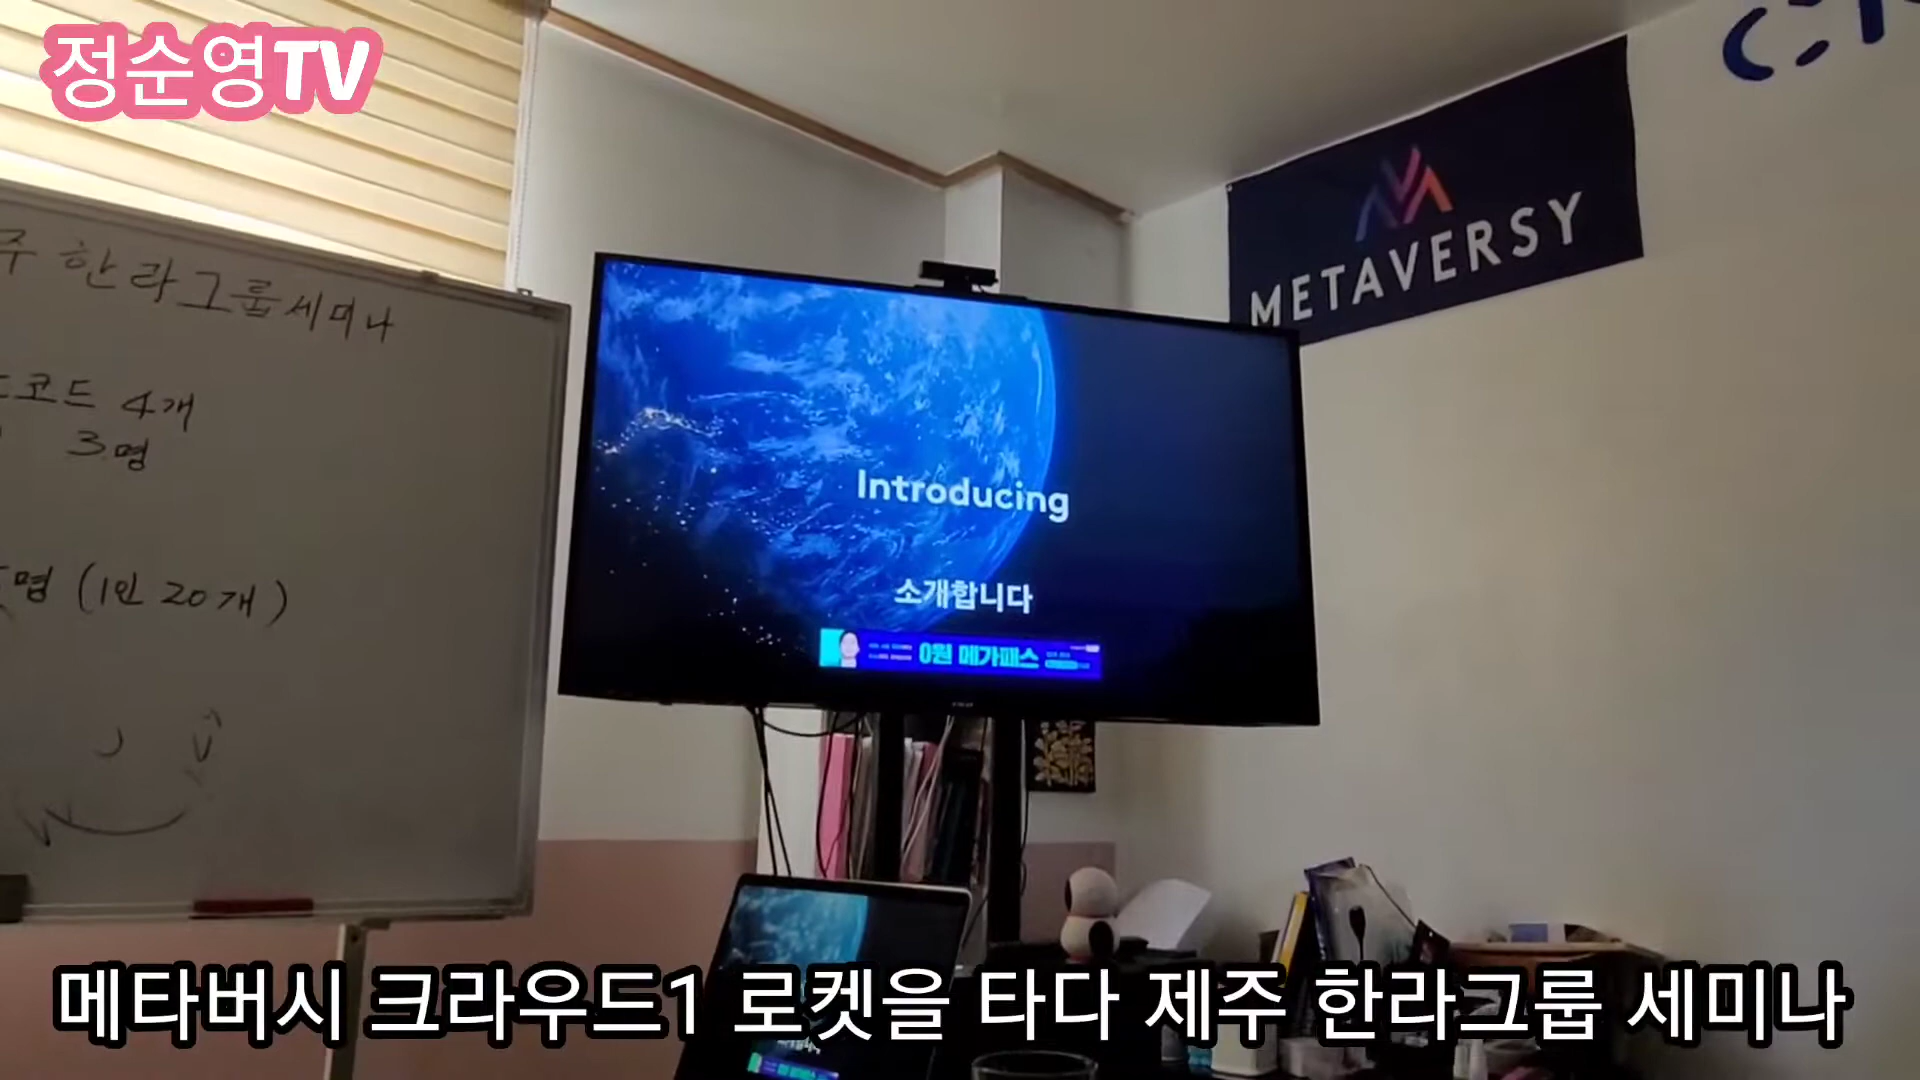 정순영TV
METAVERSY
주 한라그룹세미나
코드 4개
3명
명 (1인 20개)
Introducing
소개합니다
0원 메가패스
메타버시 크라우드1 로켓을 타다 제주 한라그룹 세미나